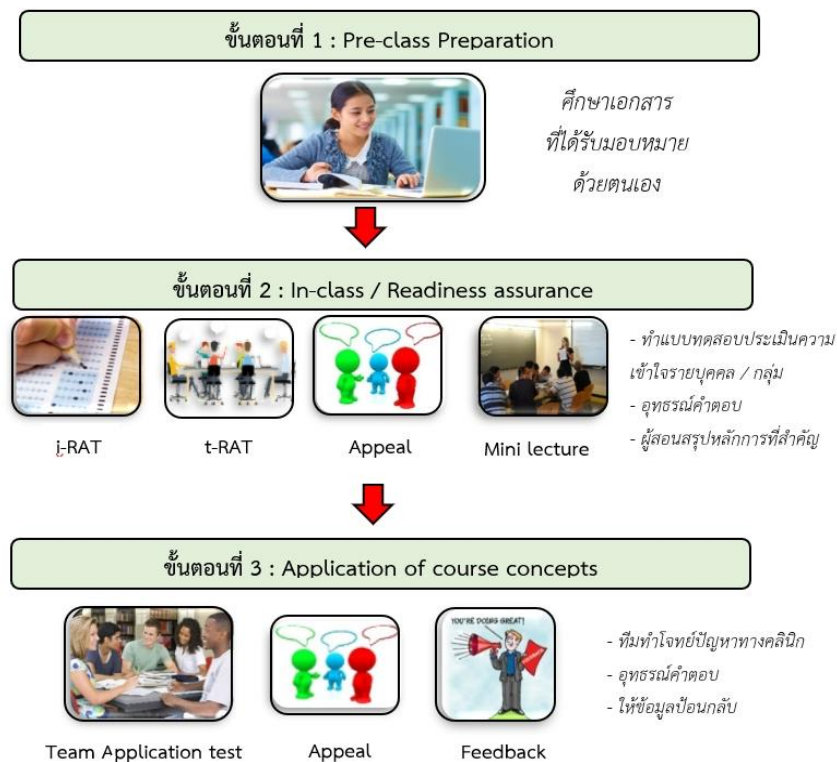 ขั้นตอนที่ 1 : Pre-class Preparation
ศึกษาเอกสาร
ที่ได้รับมอบหมาย
ด้วยตนเอง
ขั้นตอนที่ 2 : In-class / Readiness assurance
- ทำแบบทดสอบประเมินความ
เข้าใจรายบุคคล / กลุ่ม
- อุทธรณ์คำตอบ
- ผู้สอนสรุปหลักการที่สำคัญ
i-RAT
t-RAT
Appeal
Mini lecture
ขั้นตอนที่ 3 : Application of course concepts
YOU'RE DOING GREAT!
- ทีมทำโจทย์ปัญหาทางคลินิก
- อุทธรณ์คำตอบ
- ให้ข้อมูลป้อนกลับ
Team Application test
Appeal
Feedback